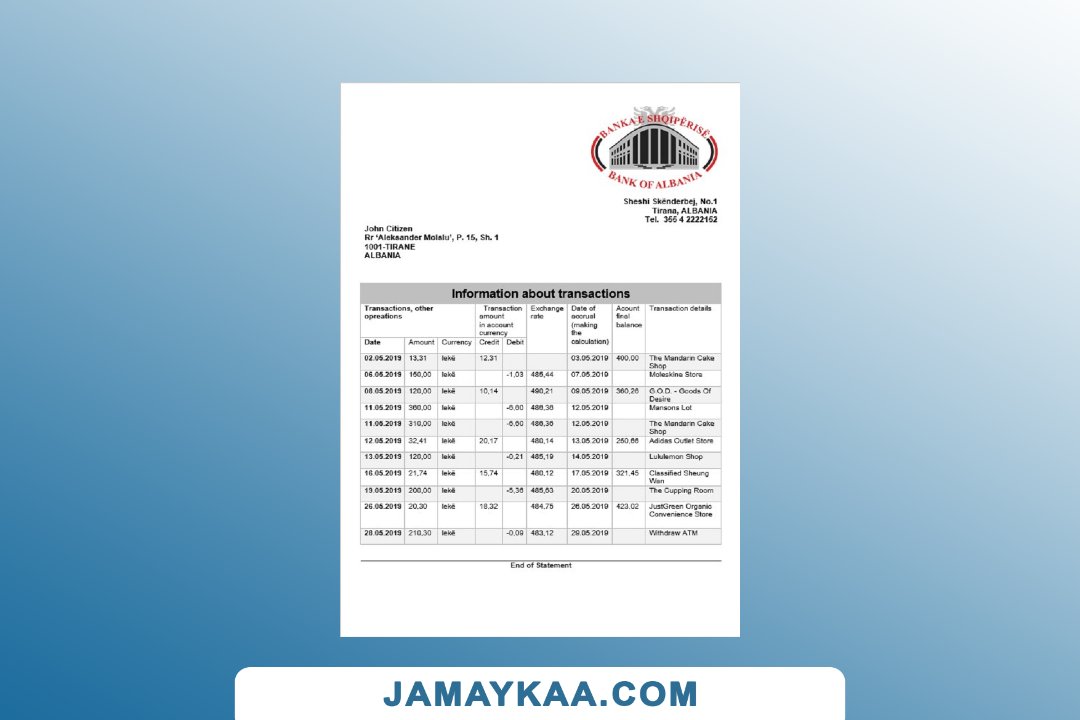 BANKA E SHQIPËRISË
BANK OF ALBANIA
Sheshi Skënderbej, No.1
Tirana, ALBANIA
Tel. 355 4 2222152
John Citizen
Rr 'Aleksander Moisiu', P. 15, Sh. 1
1001-TIRANE
ALBANIA
Information about transactions
Transactions, other opreations Transaction amount in account currency Exchange rate Date of accrual (making the calculation) Acount final balance Transaction details
Date Amount Currency Credit Debit
02.05.2019 13,31 lekë 12,31 03.05.2019 400,00 The Mandarin Cake Shop
06.05.2019 150,00 lekë -1,03 485,44 07.05.2019 Moleskine Store
08.05.2019 120,00 lekë 10,14 490,21 09.05.2019 360,26 G.O.D. - Goods Of Desire
11.05.2019 360,00 lekë -6,60 486,36 12.05.2019 Mansons Lot
11.05.2019 310,00 lekë -6,60 486,36 12.05.2019 The Mandarin Cake Shop
12.05.2019 32,41 lekë 20,17 480,14 13.05.2019 250,66 Adidas Outlet Store
13.05.2019 120,00 lekë -0,21 485,19 14.05.2019 Lululemon Shop
16.05.2019 21,74 lekë 15,74 480,12 17.05.2019 321,45 Classified Sheung Wan
19.05.2019 200,00 lekë -5,36 485,63 20.05.2019 The Cupping Room
26.05.2019 20,30 lekë 18,32 484,75 26.05.2019 423,02 JustGreen Organic Convenience Store
28.05.2019 210,30 lekë -0,09 483,12 29.05.2019 Withdraw ATM
End of Statement
JAMAYKAA.COM